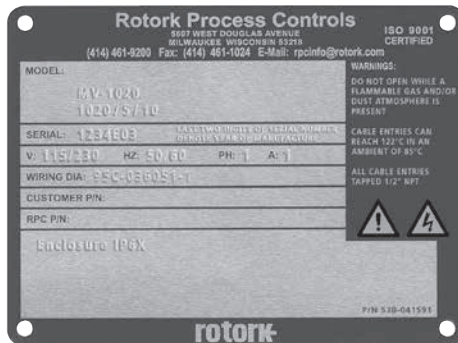 Rotork Process Controls
5607 WEST DOUGLAS AVENUE
MILWAUKEE, WISCONSIN 53218
(414) 461-9200 Fax: (414) 461-1024 E-Mail: rpcinfo@rotork.com
ISO 9001
CERTIFIED
MODEL:
MV-1020
1020/5/10
SERIAL: 1234E03 LAST TWO DIGITS OF SERIAL NUMBER
DENOTE YEAR OF MANUFACTURE
V: 115/230 HZ: 50/60 PH: 1 A: 1
WIRING DIA: 95C-036051-1
CUSTOMER P/N:
RPC P/N:
Enclosure IP6X
WARNINGS:
DO NOT OPEN WHILE A
FLAMMABLE GAS AND/OR
DUST ATMOSPHERE IS
PRESENT
CABLE ENTRIES CAN
REACH 122°C IN AN
AMBIENT OF 85°C
ALL CABLE ENTRIES
TAPPED 1/2" NPT
P/N 530-041591
rotork